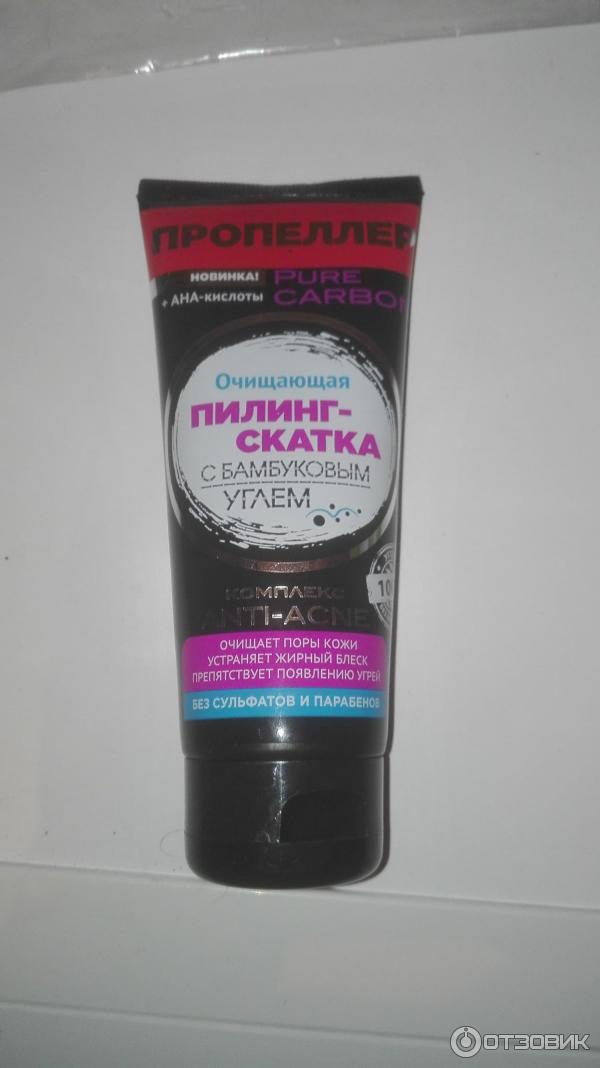 ПРОПЕЛЛЕР
НОВИНКА!
+ АНА-кислоты
PURE
CARBON
Очищающая
ПИЛИНГ-
СКАТКА
С БАМБУКОВЫМ
УГЛЕМ
КОМПЛЕКС
ANTI-ACNE
ОЧИЩАЕТ ПОРЫ КОЖИ
УСТРАНЯЕТ ЖИРНЫЙ БЛЕСК
ПРЕПЯТСТВУЕТ ПОЯВЛЕНИЮ УГРЕЙ
БЕЗ СУЛЬФАТОВ И ПАРАБЕНОВ
ОТЗОВИК